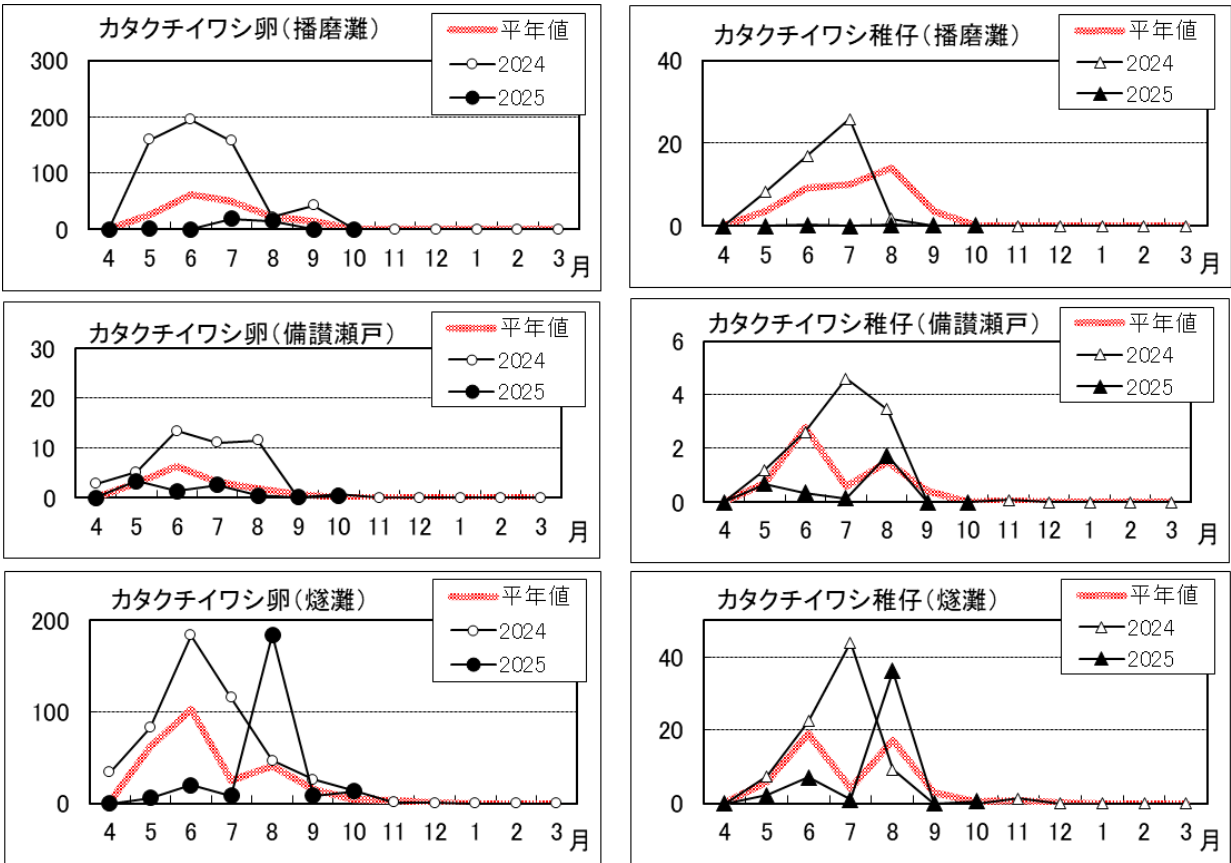 カタクチイワシ卵(播磨灘)
平年値
2024
2025
300
200
100
0
4 5 6 7 8 9 10 11 12 1 2 3 月
カタクチイワシ稚仔(播磨灘)
平年値
2024
2025
40
20
0
4 5 6 7 8 9 10 11 12 1 2 3 月
カタクチイワシ卵(備讃瀬戸)
平年値
2024
2025
30
20
10
0
4 5 6 7 8 9 10 11 12 1 2 3 月
カタクチイワシ稚仔(備讃瀬戸)
平年値
2024
2025
6
4
2
0
4 5 6 7 8 9 10 11 12 1 2 3 月
カタクチイワシ卵(燧灘)
平年値
2024
2025
200
100
0
4 5 6 7 8 9 10 11 12 1 2 3 月
カタクチイワシ稚仔(燧灘)
平年値
2024
2025
40
20
0
4 5 6 7 8 9 10 11 12 1 2 3 月